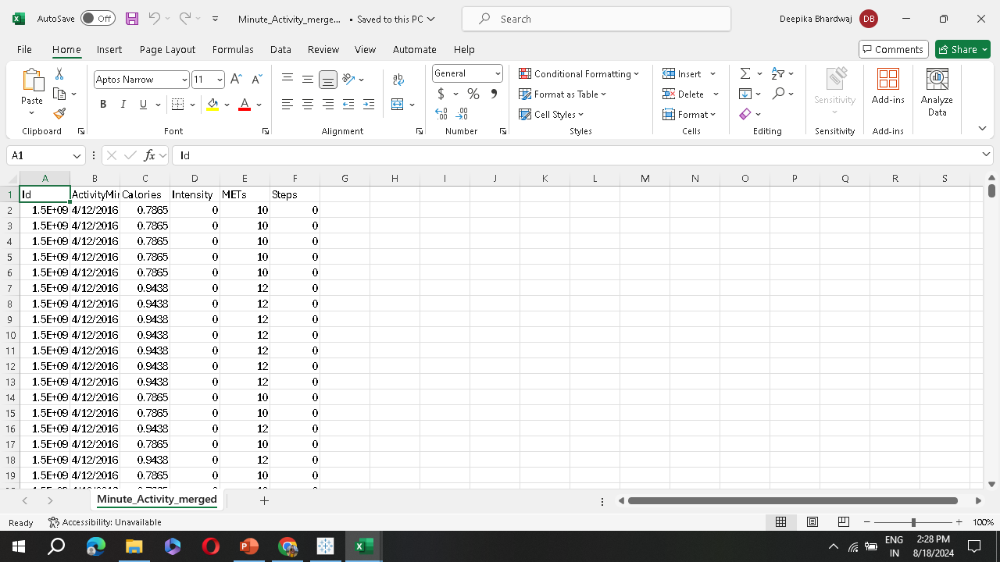 AutoSave Off Minute_Activity_merge... • Saved to this PC Search Deepika Bhardwaj DB
File Home Insert Page Layout Formulas Data Review View Automate Help Comments Share
Paste Aptos Narrow 11 General Conditional Formatting Insert Sensitivity Add-ins Analyze Data
B I U $ % Format as Table Delete
Cell Styles Format
Clipboard Font Alignment Number Styles Cells Editing Sensitivity Add-ins
A1 fx Id
A B C D E F G H I J K L M N O P Q R S
1 Id ActivityMin Calories Intensity METs Steps
2 1.5E+09 4/12/2016 0.7865 0 10 0
3 1.5E+09 4/12/2016 0.7865 0 10 0
4 1.5E+09 4/12/2016 0.7865 0 10 0
5 1.5E+09 4/12/2016 0.7865 0 10 0
6 1.5E+09 4/12/2016 0.7865 0 10 0
7 1.5E+09 4/12/2016 0.9438 0 12 0
8 1.5E+09 4/12/2016 0.9438 0 12 0
9 1.5E+09 4/12/2016 0.9438 0 12 0
10 1.5E+09 4/12/2016 0.9438 0 12 0
11 1.5E+09 4/12/2016 0.9438 0 12 0
12 1.5E+09 4/12/2016 0.9438 0 12 0
13 1.5E+09 4/12/2016 0.9438 0 12 0
14 1.5E+09 4/12/2016 0.7865 0 10 0
15 1.5E+09 4/12/2016 0.7865 0 10 0
16 1.5E+09 4/12/2016 0.9438 0 12 0
17 1.5E+09 4/12/2016 0.7865 0 10 0
18 1.5E+09 4/12/2016 0.9438 0 12 0
19 1.5E+09 4/12/2016 0.7865 0 10 0
Minute_Activity_merged
Ready Accessibility: Unavailable 100%
ENG 2:28 PM
IN 8/18/2024